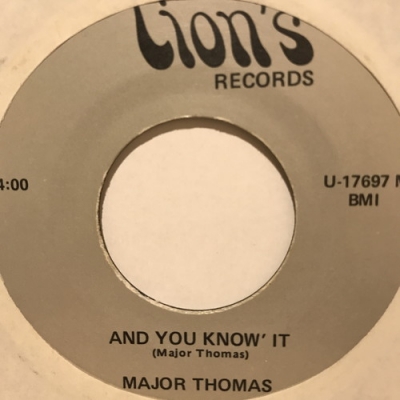 Lion's
RECORDS
4:00
U-17697 M
BMI
AND YOU KNOW' IT
(Major Thomas)
MAJOR THOMAS